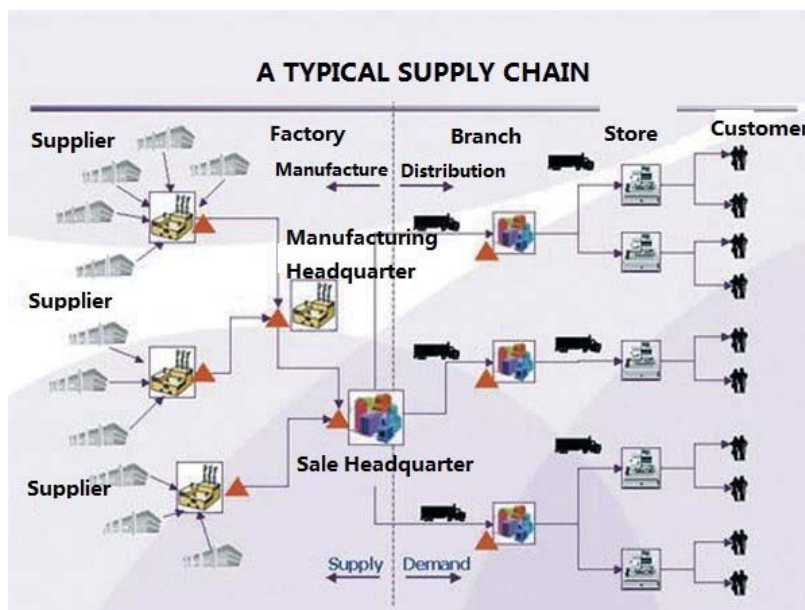 A TYPICAL SUPPLY CHAIN
Supplier
Factory
Branch
Store
Customer
Manufacture
Distribution
Manufacturing
Headquarter
Supplier
Sale Headquarter
Supplier
Supply
Demand